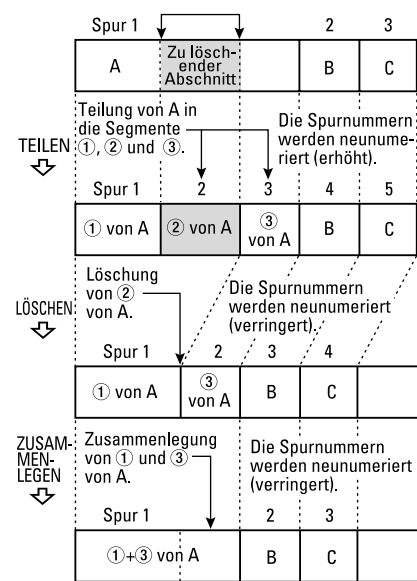 Spur 1 2 3
A Zu lösch-
ender
Abschnitt B C
Teilung von A in
die Segmente
①, ② und ③.
Die Spurnummern
werden neunume-
riert (erhöht).
TEILEN
Spur 1 2 3 4 5
① von A ② von A ③
von A B C
Löschung
von ②
von A.
Die Spurnummern
werden neunumeriert
(verringert).
LÖSCHEN
Spur 1 2 3 4
① von A ③
von A B C
ZUSAM-
MEN-
LEGEN
Zusammenlegung
von ① und ③
von A.
Die Spurnummern
werden neunumeriert
(verringert).
Spur 1 2 3
①+③ von A B C